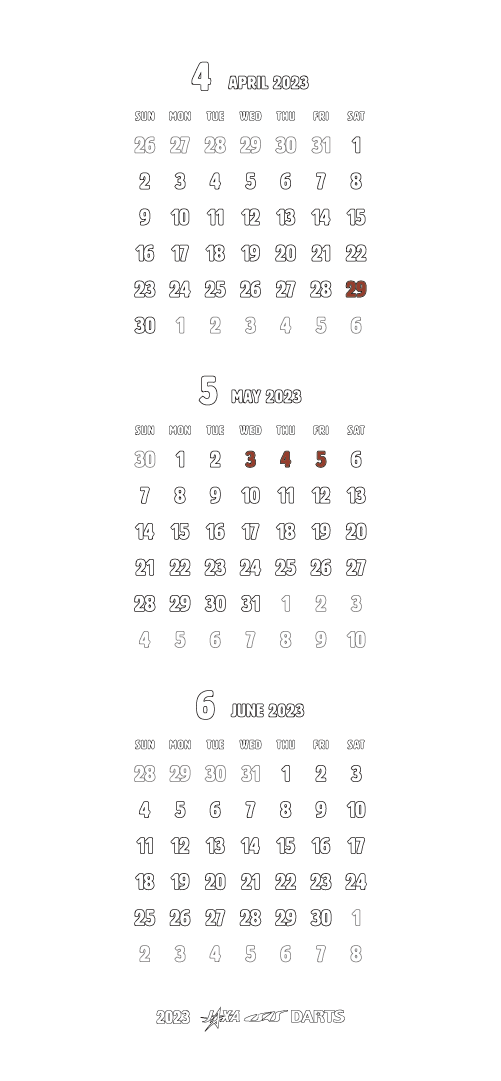 4 APRIL 2023
SUN MON TUE WED THU FRI SAT
26 27 28 29 30 31 1
2 3 4 5 6 7 8
9 10 11 12 13 14 15
16 17 18 19 20 21 22
23 24 25 26 27 28 29
30 1 2 3 4 5 6
5 MAY 2023
SUN MON TUE WED THU FRI SAT
30 1 2 3 4 5 6
7 8 9 10 11 12 13
14 15 16 17 18 19 20
21 22 23 24 25 26 27
28 29 30 31 1 2 3
4 5 6 7 8 9 10
6 JUNE 2023
SUN MON TUE WED THU FRI SAT
28 29 30 31 1 2 3
4 5 6 7 8 9 10
11 12 13 14 15 16 17
18 19 20 21 22 23 24
25 26 27 28 29 30 1
2 3 4 5 6 7 8
2023 JAXA DARTS